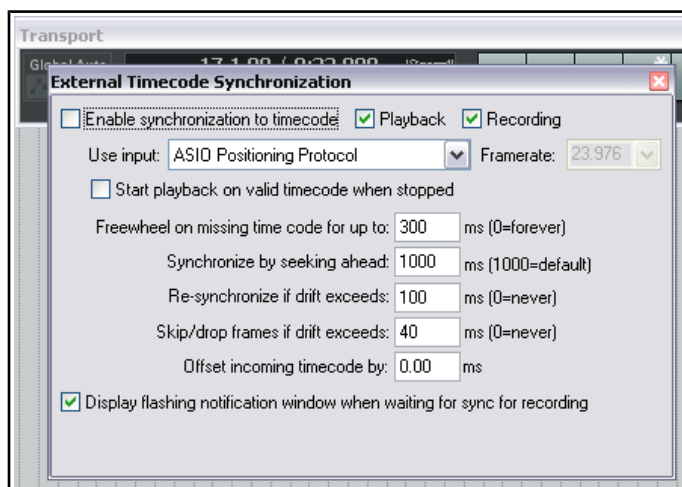 Transport
External Timecode Synchronization
Enable synchronization to timecode Playback Recording
Use input: ASIO Positioning Protocol Framerate: 23.976
Start playback on valid timecode when stopped
Freewheel on missing time code for up to: 300 ms (0=forever)
Synchronize by seeking ahead: 1000 ms (1000=default)
Re-synchronize if drift exceeds: 100 ms (0=never)
Skip/drop frames if drift exceeds: 40 ms (0=never)
Offset incoming timecode by: 0.00 ms
Display flashing notification window when waiting for sync for recording